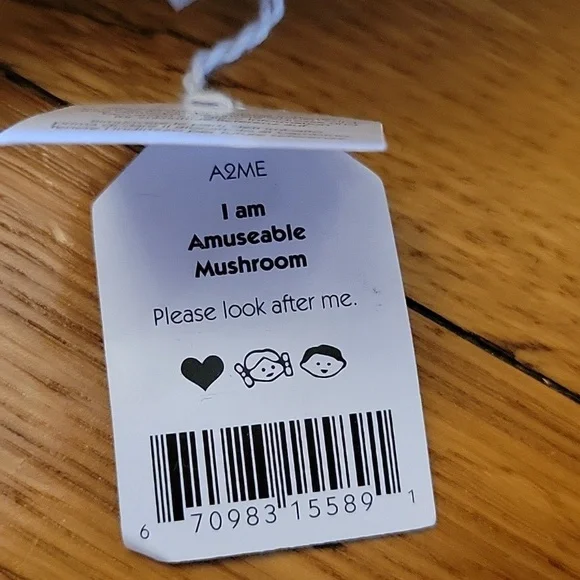 A2ME
I am
Amuseable
Mushroom
Please look after me.
6 70983 15589 1